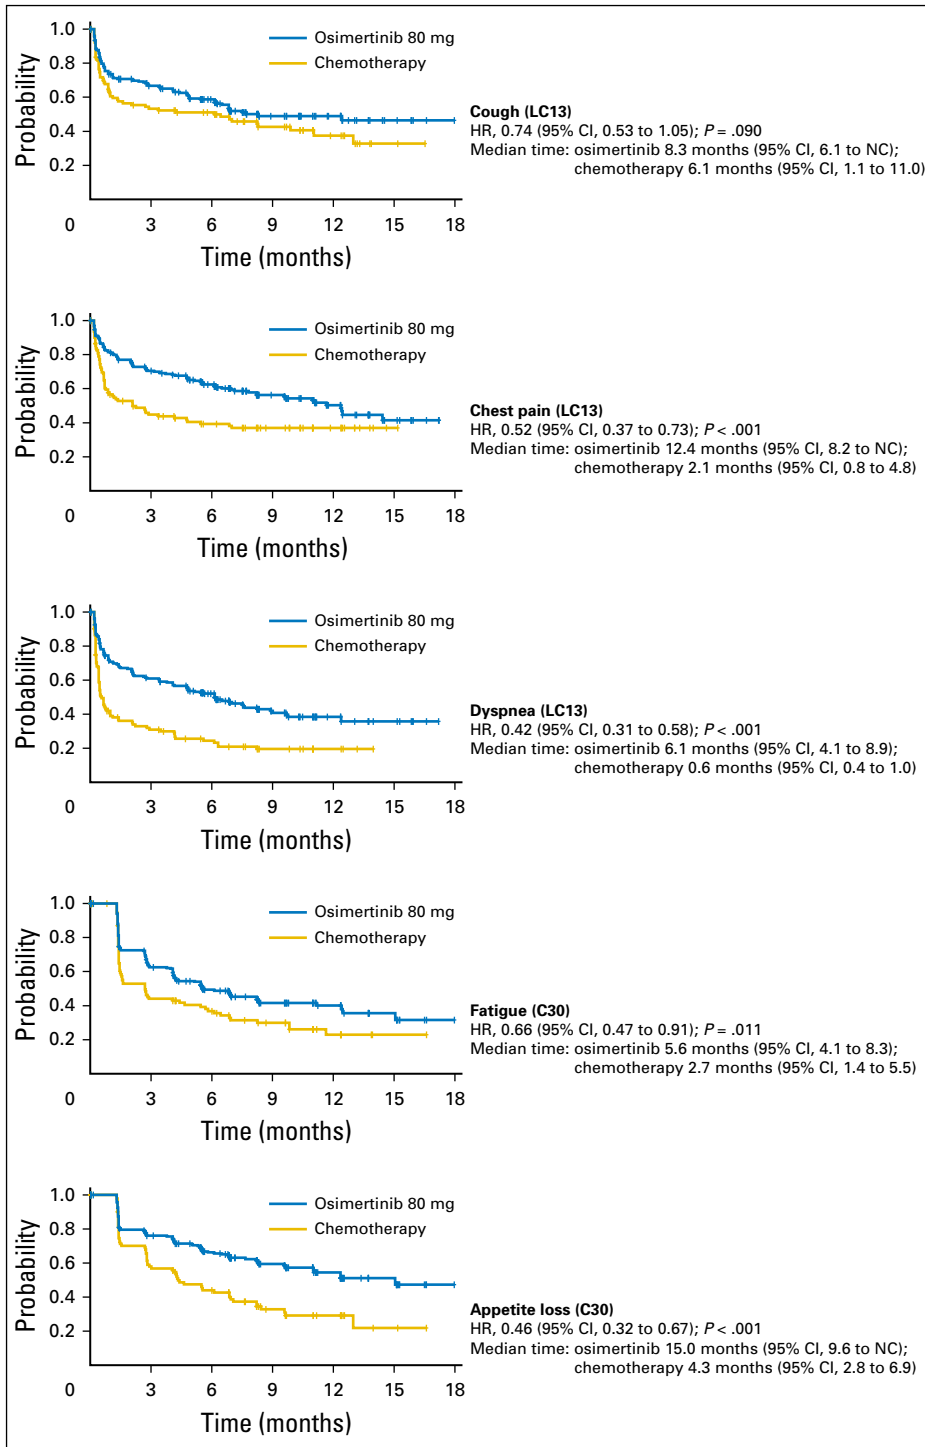 1.0
0.8
0.6
0.4
0.2
Probability
Osimertinib 80 mg
Chemotherapy
0 3 6 9 12 15 18
Time (months)
Cough (LC13)
HR, 0.74 (95% CI, 0.53 to 1.05); P = .090
Median time: osimertinib 8.3 months (95% CI, 6.1 to NC);
chemotherapy 6.1 months (95% CI, 1.1 to 11.0)
1.0
0.8
0.6
0.4
0.2
Probability
Osimertinib 80 mg
Chemotherapy
0 3 6 9 12 15 18
Time (months)
Chest pain (LC13)
HR, 0.52 (95% CI, 0.37 to 0.73); P < .001
Median time: osimertinib 12.4 months (95% CI, 8.2 to NC);
chemotherapy 2.1 months (95% CI, 0.8 to 4.8)
1.0
0.8
0.6
0.4
0.2
Probability
Osimertinib 80 mg
Chemotherapy
0 3 6 9 12 15 18
Time (months)
Dyspnea (LC13)
HR, 0.42 (95% CI, 0.31 to 0.58); P < .001
Median time: osimertinib 6.1 months (95% CI, 4.1 to 8.9);
chemotherapy 0.6 months (95% CI, 0.4 to 1.0)
1.0
0.8
0.6
0.4
0.2
Probability
Osimertinib 80 mg
Chemotherapy
0 3 6 9 12 15 18
Time (months)
Fatigue (C30)
HR, 0.66 (95% CI, 0.47 to 0.91); P = .011
Median time: osimertinib 5.6 months (95% CI, 4.1 to 8.3);
chemotherapy 2.7 months (95% CI, 1.4 to 5.5)
1.0
0.8
0.6
0.4
0.2
Probability
Osimertinib 80 mg
Chemotherapy
0 3 6 9 12 15 18
Time (months)
Appetite loss (C30)
HR, 0.46 (95% CI, 0.32 to 0.67); P < .001
Median time: osimertinib 15.0 months (95% CI, 9.6 to NC);
chemotherapy 4.3 months (95% CI, 2.8 to 6.9)